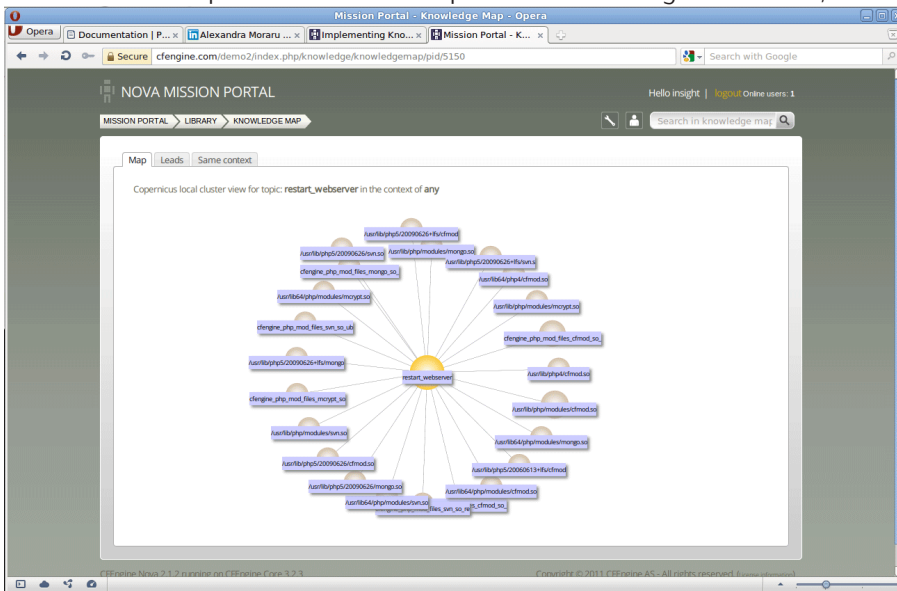 Mission Portal - Knowledge Map - Opera
Opera
Documentation | P... x
Alexandra Moraru ... x
Implementing Kno... x
Mission Portal - K... x
Secure cfengine.com/demo2/index.php/knowledge/knowledgemap/pid/5150
Search with Google
NOVA MISSION PORTAL
Hello insight | logout Online users: 1
MISSION PORTAL LIBRARY KNOWLEDGE MAP
Search in knowledge map
Map Leads Same context
Copernicus local cluster view for topic: restart_webserver in the context of any
/usr/lib/php5/20090626+lfs/cfmod
/usr/lib/php5/20090626/svn.so
/usr/lib/php/modules/mongo.so
/usr/lib/php5/20090626+lfs/svn.s
cfengine_php_mod_files_mongo_so_
/usr/lib64/php4/cfmod.so
/usr/lib64/php/modules/mcrypt.so
/usr/lib/php/modules/mcrypt.so
cfengine_php_mod_files_svn_so_ub
cfengine_php_mod_files_cfmod_so_
/usr/lib/php5/20090626+lfs/mongo
/usr/lib/php4/cfmod.so
restart_webserver
cfengine_php_mod_files_mcrypt_so
/usr/lib/php/modules/cfmod.so
/usr/lib/php/modules/svn.so
/usr/lib64/php/modules/mongo.so
/usr/lib/php5/20090626/cfmod.so
/usr/lib/php5/20060613+lfs/cfmod
/usr/lib/php5/20090626/mongo.so
/usr/lib64/php/modules/cfmod.so
/usr/lib64/php/modules/svn.so
files_svn_so_re
s_cfmod_so_
CFEngine Nova 2.1.2 running on CFEngine Core 3.2.3
Copyright © 2011 CFEngine AS - All rights reserved